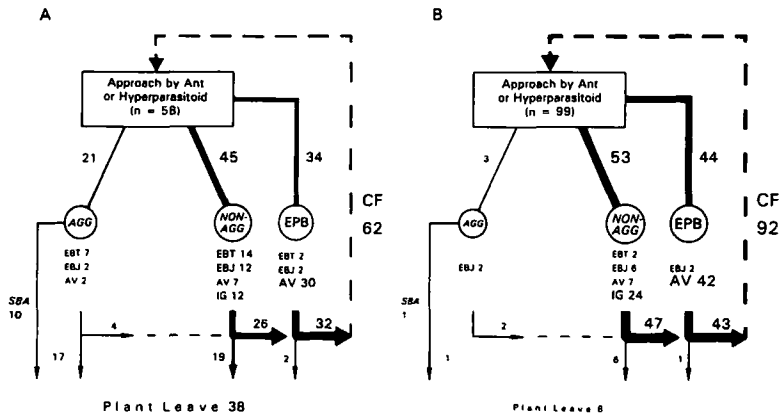 A
Approach by Ant
or Hyperparasitoid
(n = 58)
21
45
34
CF
62
AGG
NON-
AGG
EPB
EBT 7
EBJ 2
AV 2
EBT 14
EBJ 12
AV 7
IG 12
EBT 2
EBJ 2
AV 30
SBA
10
4
26
32
17
19
2
Plant Leave 38
B
Approach by Ant
or Hyperparasitoid
(n = 99)
3
53
44
CF
92
AGG
NON-
AGG
EPB
EBJ 2
EBT 2
EBJ 6
AV 7
IG 24
EBJ 2
AV 42
SBA
1
2
47
43
1
6
1
Plant Leave 8